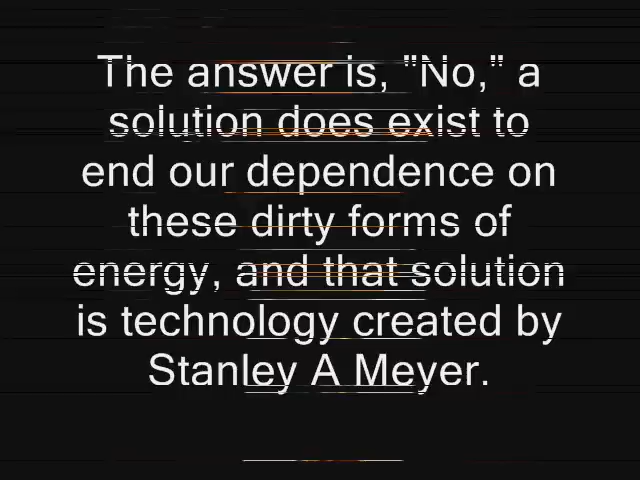 The answer is, "No," a
solution does exist to
end our dependence on
these dirty forms of
energy, and that solution
is technology created by
Stanley A Meyer.